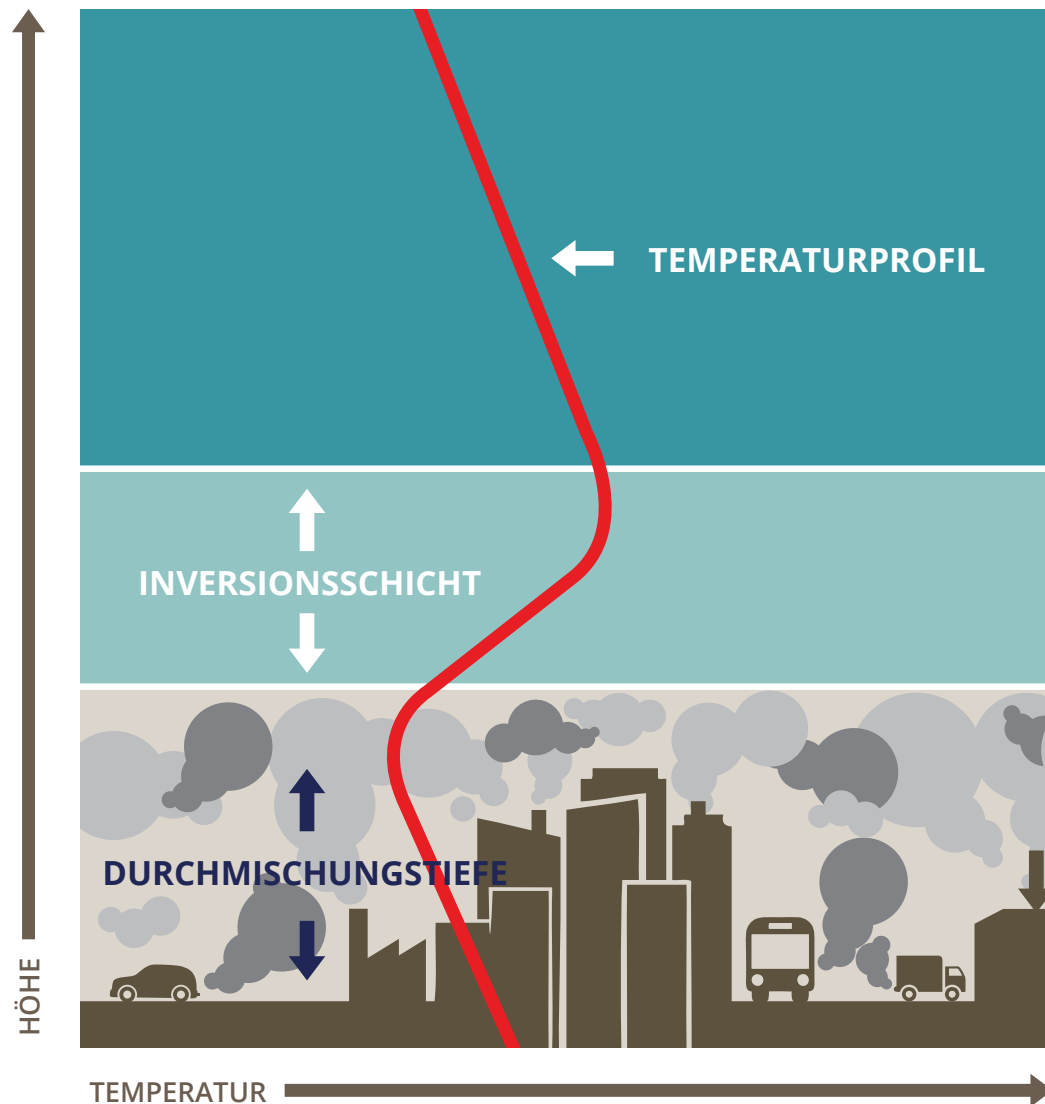 TEMPERATURPROFIL
INVERSIONSSCHICHT
DURCHMISCHUNGSTIEFE
HÖHE
TEMPERATUR